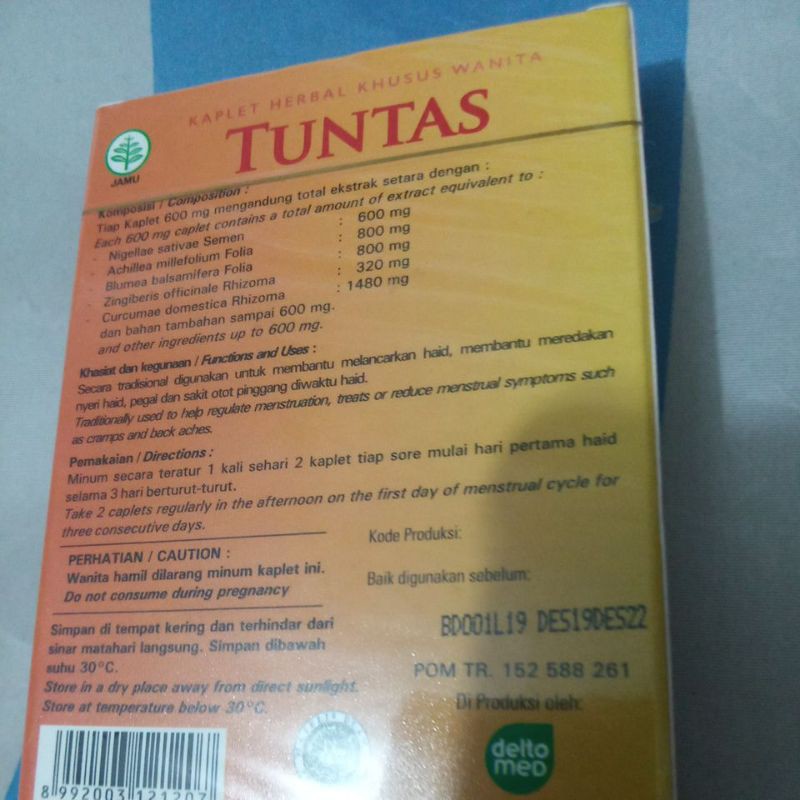 KAPLET HERBAL KHUSUS WANITA
TUNTAS
JAMU
Komposisi / Composition :
Tiap Kaplet 600 mg mengandung total ekstrak setara dengan :
Each 600 mg caplet contains a total amount of extract equivalent to :
- Nigellae sativae Semen : 600 mg
- Achillea millefolium Folia : 800 mg
- Blumea balsamifera Folia : 800 mg
- Zingiberis officinale Rhizoma : 320 mg
- Curcumae domestica Rhizoma : 1480 mg
dan bahan tambahan sampai 600 mg.
and other ingredients up to 600 mg.
Khasiat dan kegunaan / Functions and Uses :
Secara tradisional digunakan untuk membantu melancarkan haid, membantu meredakan
nyeri haid, pegal dan sakit otot pinggang diwaktu haid.
Traditionally used to help regulate menstruation, treats or reduce menstrual symptoms such
as cramps and back aches.
Pemakaian / Directions :
Minum secara teratur 1 kali sehari 2 kaplet tiap sore mulai hari pertama haid
selama 3 hari berturut-turut.
Take 2 caplets regularly in the afternoon on the first day of menstrual cycle for
three consecutive days.
PERHATIAN / CAUTION :
Wanita hamil dilarang minum kaplet ini.
Do not consume during pregnancy
Simpan di tempat kering dan terhindar dari
sinar matahari langsung. Simpan dibawah
suhu 30°C.
Store in a dry place away from direct sunlight.
Store at temperature below 30°C.
Kode Produksi:
Baik digunakan sebelum:
BD001L19 DES19DES22
POM TR. 152 588 261
Di Produksi oleh:
delto
med
8 992003 121207